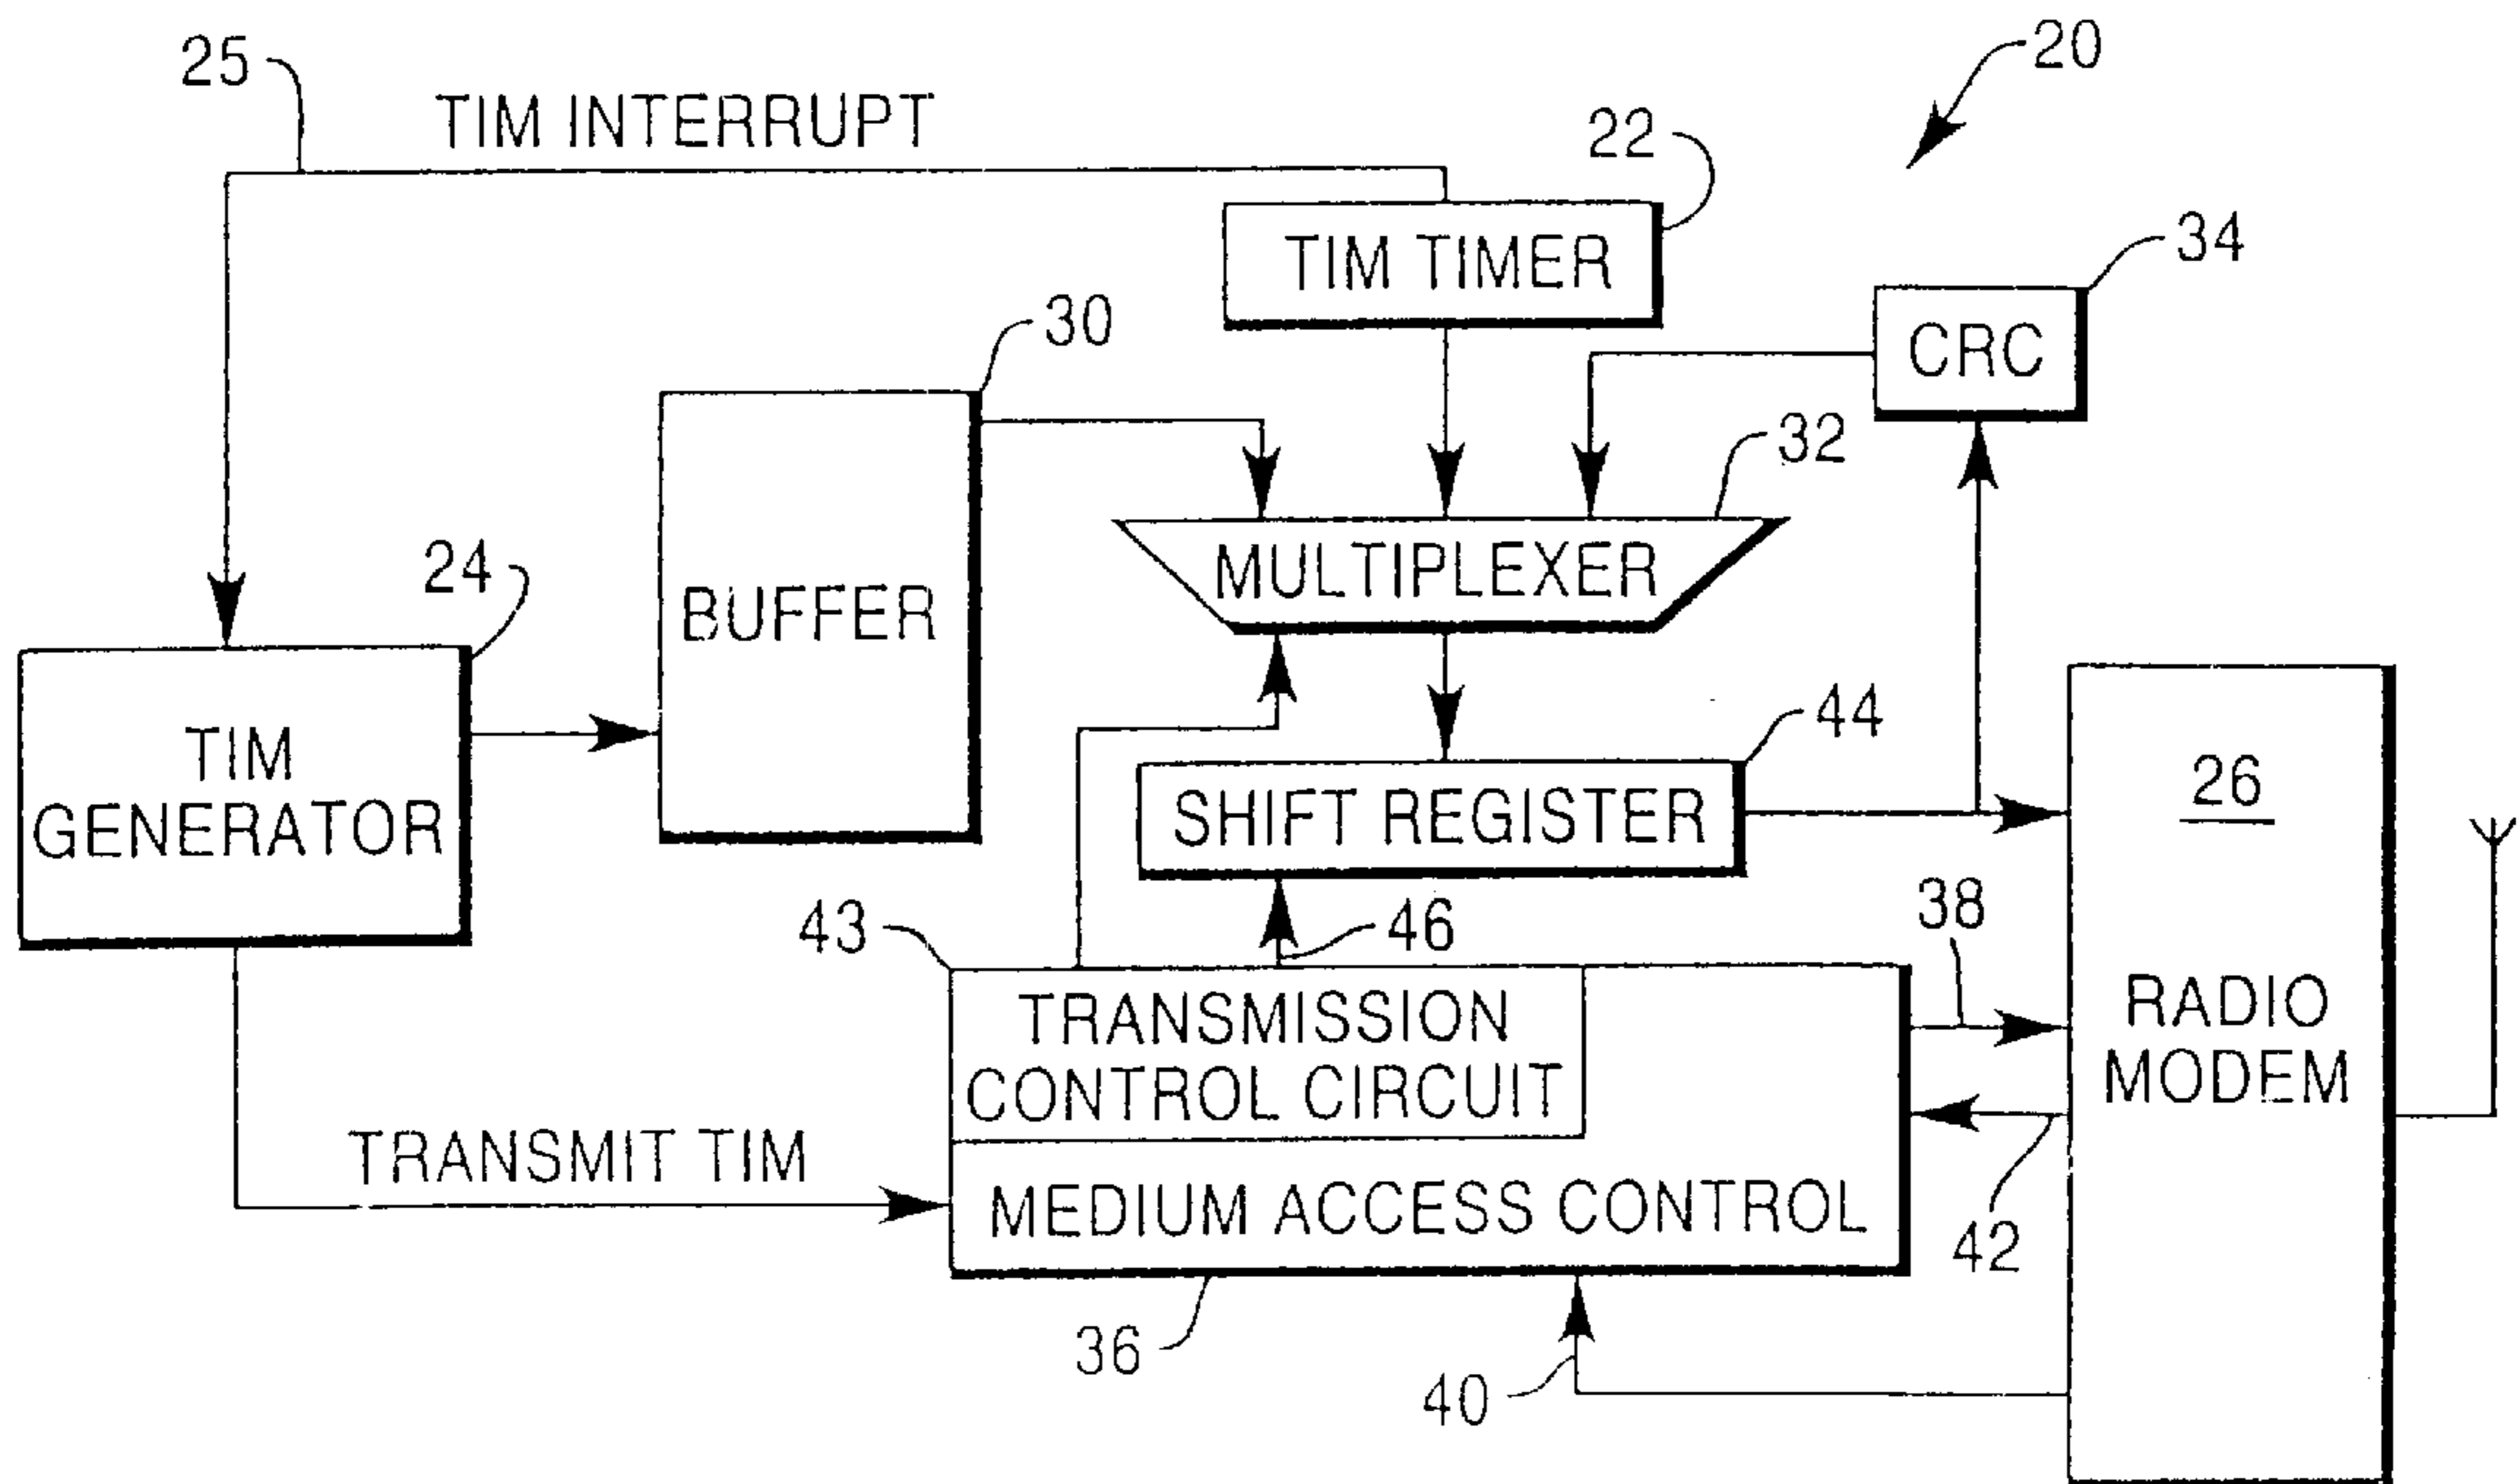 25
TIM INTERRUPT
20
22
TIM TIMER
34
CRC
30
32
MULTIPLEXER
24
BUFFER
TIM
GENERATOR
44
SHIFT REGISTER
26
RADIO
MODEM
43
46
38
TRANSMISSION
CONTROL CIRCUIT
TRANSMIT TIM
MEDIUM ACCESS CONTROL
42
36
40